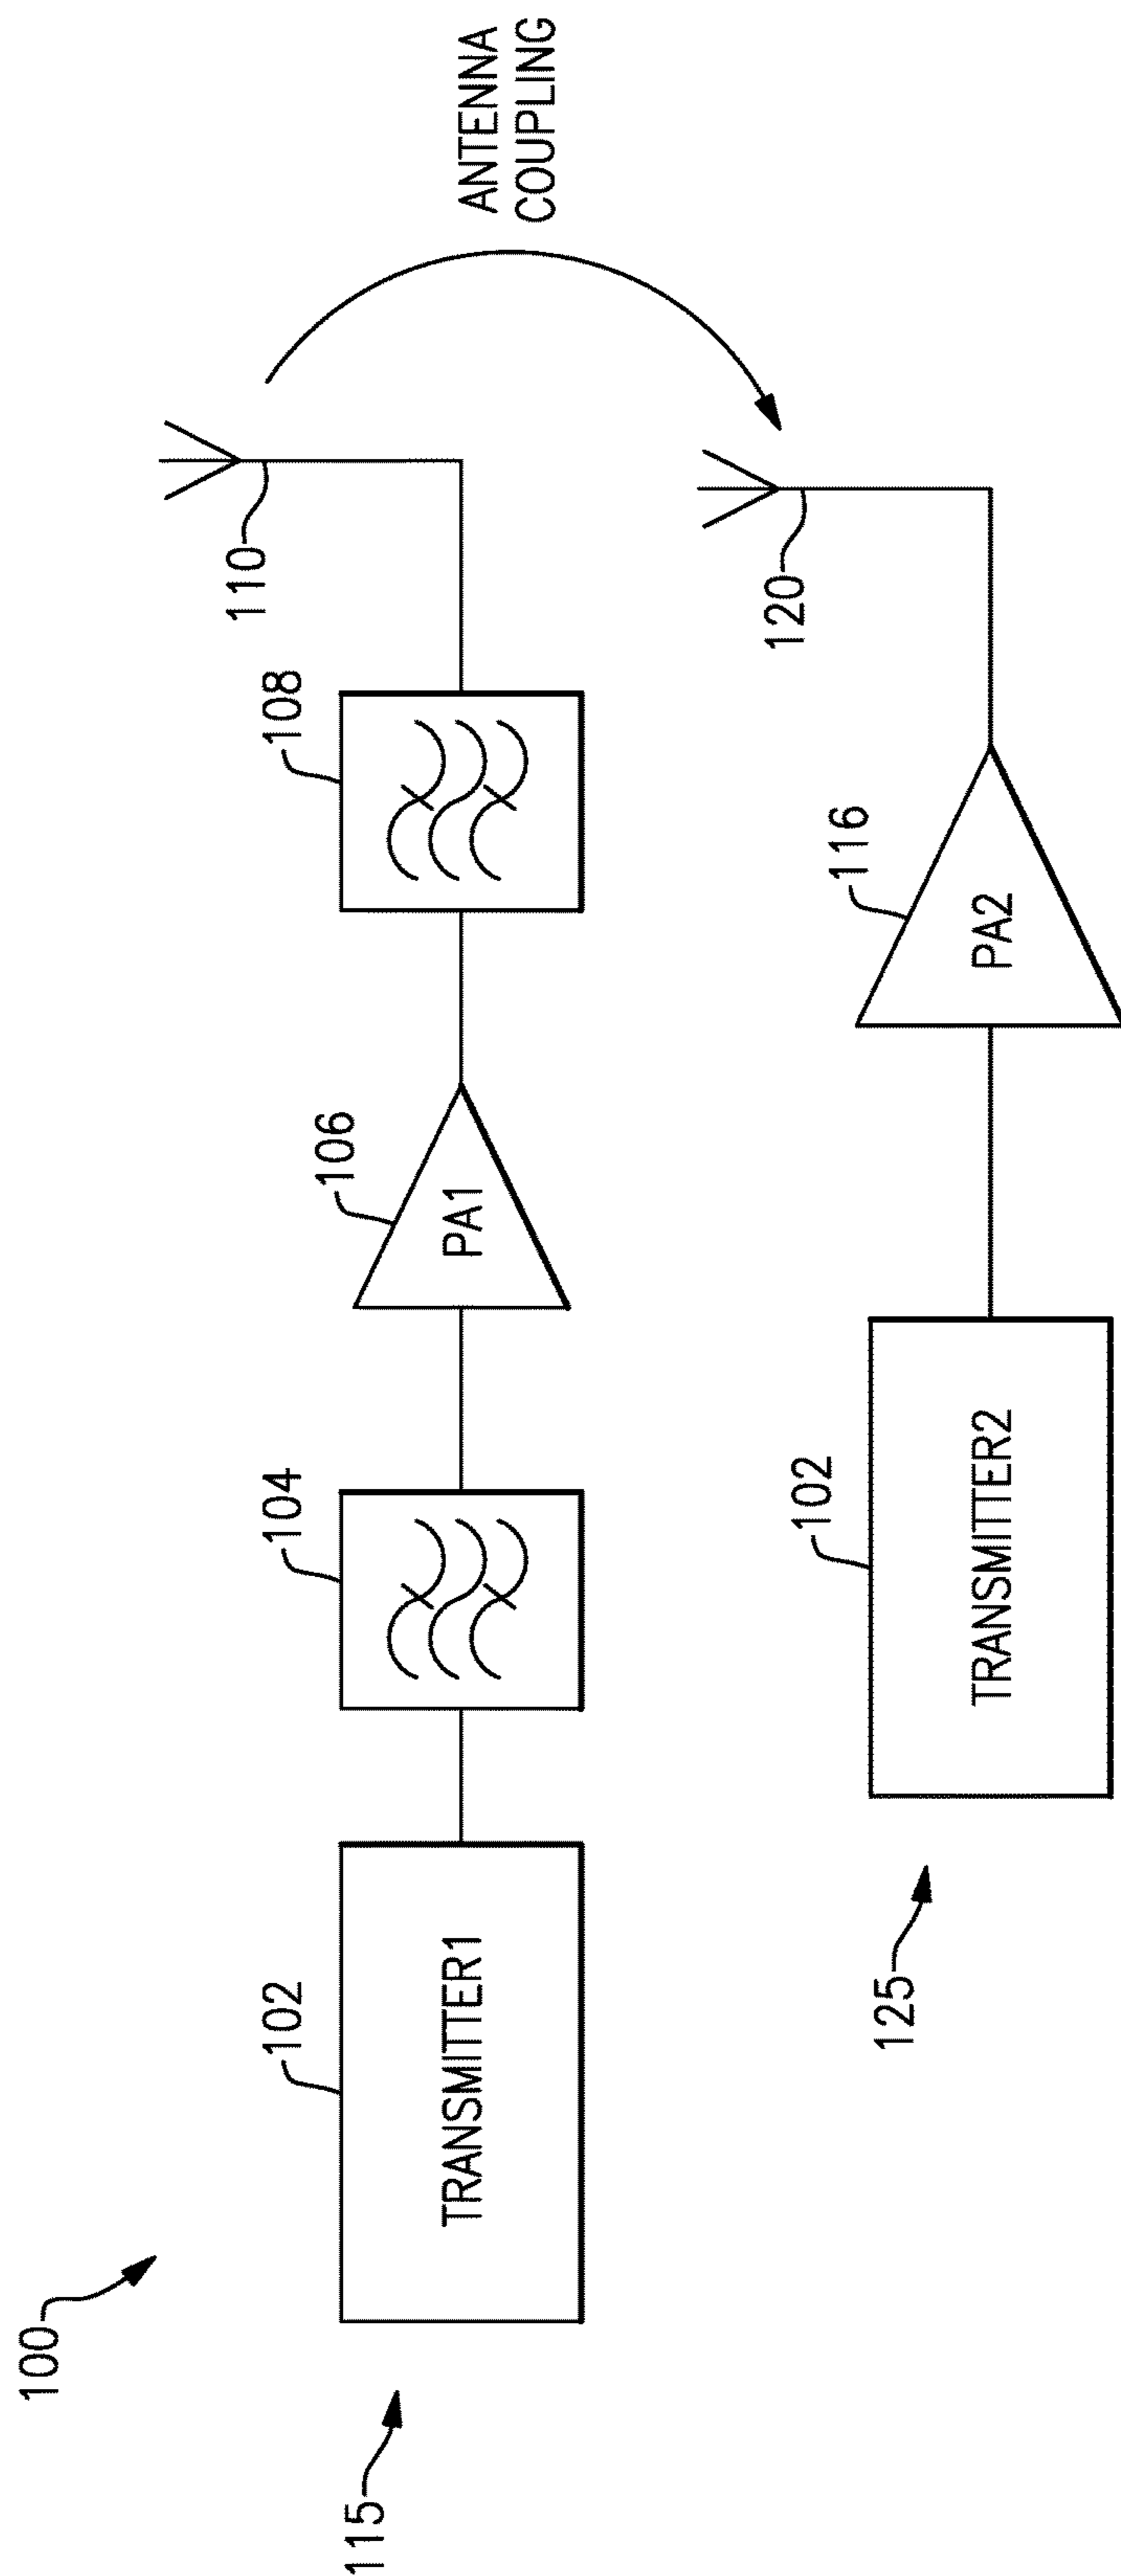 100
115
102
TRANSMITTER1
104
106
PA1
108
110
ANTENNA
COUPLING
125
102
TRANSMITTER2
116
PA2
120